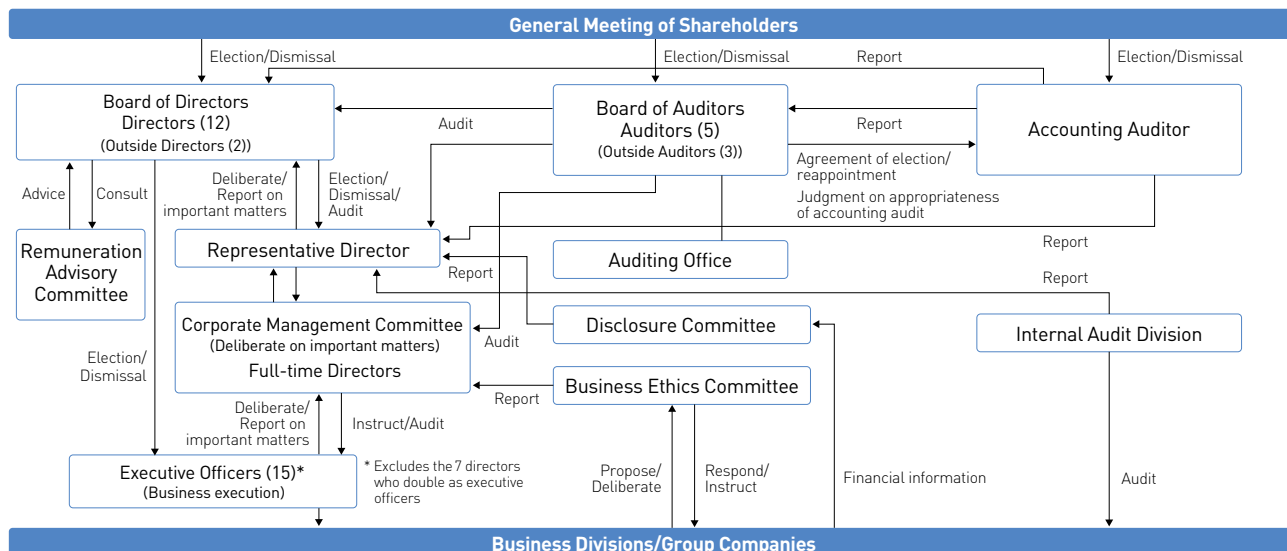 General Meeting of Shareholders
Election/Dismissal
Election/Dismissal
Report
Election/Dismissal
Board of Directors
Directors (12)
(Outside Directors (2))
Audit
Board of Auditors
Auditors (5)
(Outside Auditors (3))
Report
Accounting Auditor
Agreement of election/
reappointment
Judgment on appropriateness
of accounting audit
Advice
Consult
Deliberate/
Report on
important matters
Election/
Dismissal/
Audit
Remuneration
Advisory
Committee
Representative Director
Report
Auditing Office
Report
Report
Corporate Management Committee
(Deliberate on important matters)
Full-time Directors
Audit
Disclosure Committee
Internal Audit Division
Election/
Dismissal
Business Ethics Committee
Report
Deliberate/
Report on
important matters
Instruct/Audit
Executive Officers (15)*
(Business execution)
* Excludes the 7 directors
who double as executive
officers
Propose/
Deliberate
Respond/
Instruct
Financial information
Audit
Business Divisions/Group Companies